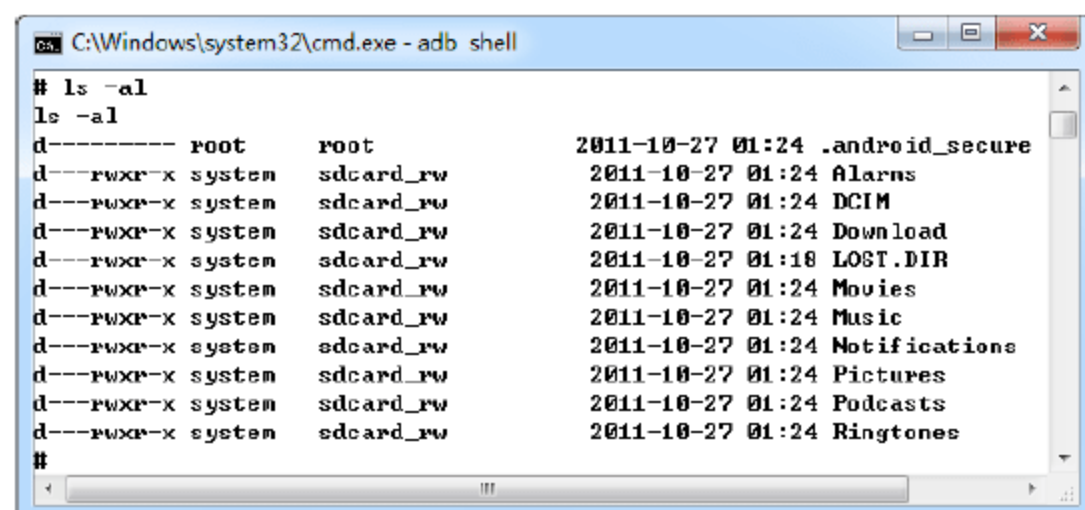 C:\Windows\system32\cmd.exe - adb shell
# ls -al
ls -al
d--------- root root 2011-10-27 01:24 .android_secure
d---rwxr-x system sdcard_rw 2011-10-27 01:24 Alarms
d---rwxr-x system sdcard_rw 2011-10-27 01:24 DCIM
d---rwxr-x system sdcard_rw 2011-10-27 01:24 Download
d---rwxr-x system sdcard_rw 2011-10-27 01:18 LOST.DIR
d---rwxr-x system sdcard_rw 2011-10-27 01:24 Movies
d---rwxr-x system sdcard_rw 2011-10-27 01:24 Music
d---rwxr-x system sdcard_rw 2011-10-27 01:24 Notifications
d---rwxr-x system sdcard_rw 2011-10-27 01:24 Pictures
d---rwxr-x system sdcard_rw 2011-10-27 01:24 Podcasts
d---rwxr-x system sdcard_rw 2011-10-27 01:24 Ringtones
#